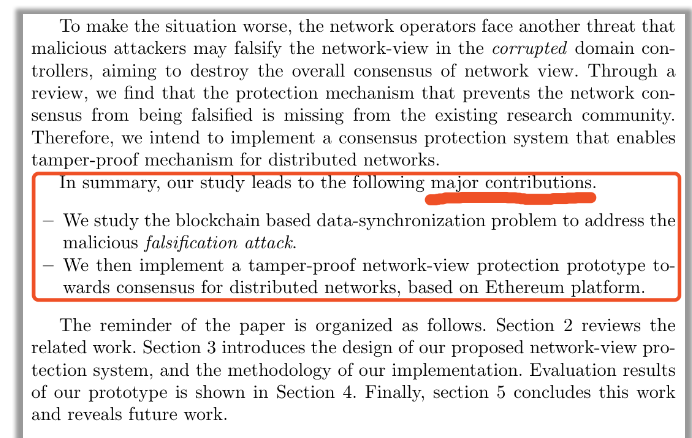 To make the situation worse, the network operators face another threat that
malicious attackers may falsify the network-view in the corrupted domain con-
trollers, aiming to destroy the overall consensus of network view. Through a
review, we find that the protection mechanism that prevents the network con-
sensus from being falsified is missing from the existing research community.
Therefore, we intend to implement a consensus protection system that enables
tamper-proof mechanism for distributed networks.
In summary, our study leads to the following major contributions.
– We study the blockchain based data-synchronization problem to address the
malicious falsification attack.
– We then implement a tamper-proof network-view protection prototype to-
wards consensus for distributed networks, based on Ethereum platform.
The reminder of the paper is organized as follows. Section 2 reviews the
related work. Section 3 introduces the design of our proposed network-view pro-
tection system, and the methodology of our implementation. Evaluation results
of our prototype is shown in Section 4. Finally, section 5 concludes this work
and reveals future work.